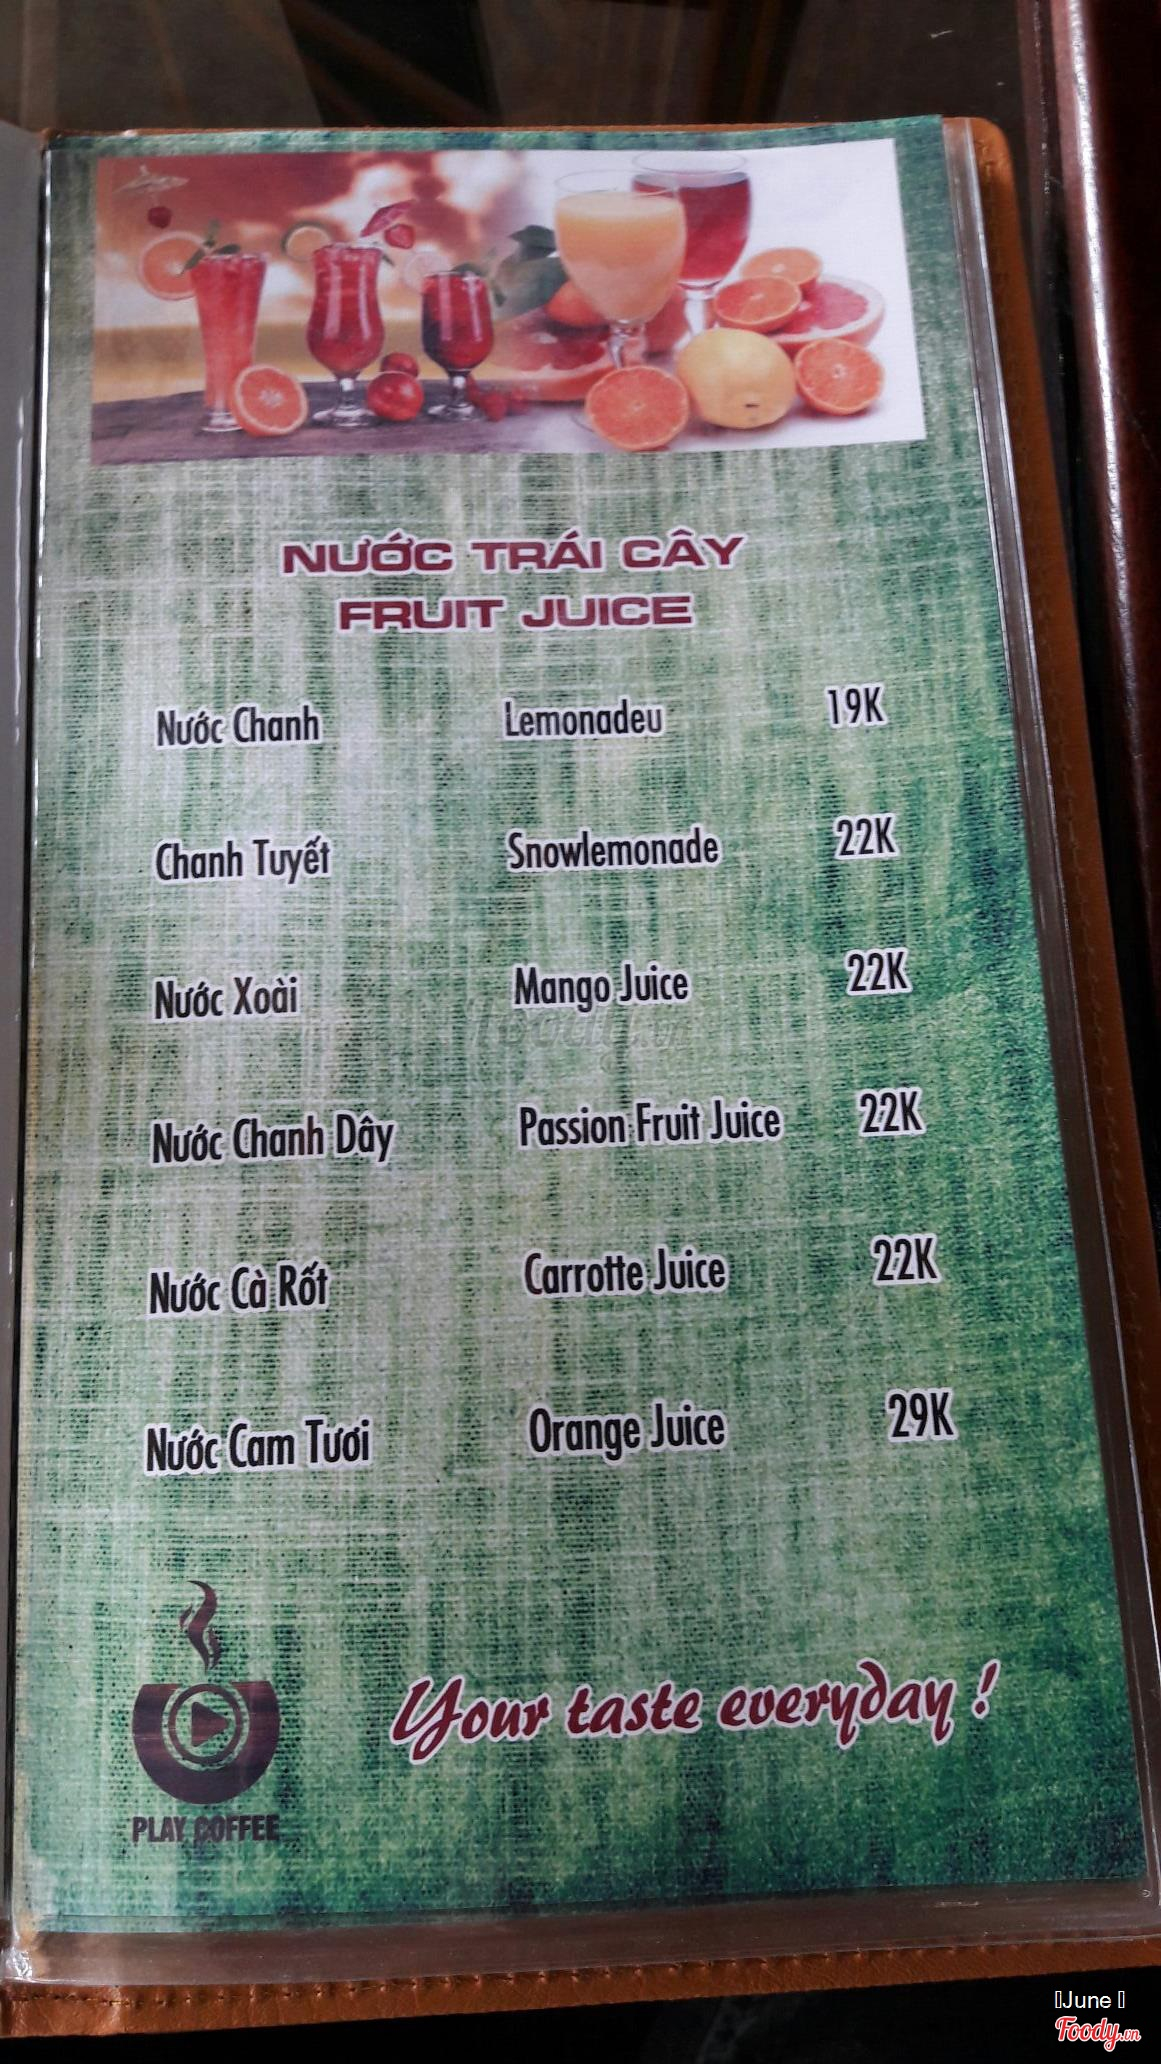 NƯỚC TRÁI CÂY
FRUIT JUICE
Nước Chanh Lemonadeu 19K
Chanh Tuyết Snowlemonade 22K
Nước Xoài Mango Juice 22K
Nước Chanh Dây Passion Fruit Juice 22K
Nước Cà Rốt Carrotte Juice 22K
Nước Cam Tươi Orange Juice 29K
Your taste everyday !
PLAY COFFEE
June
Foody.vn